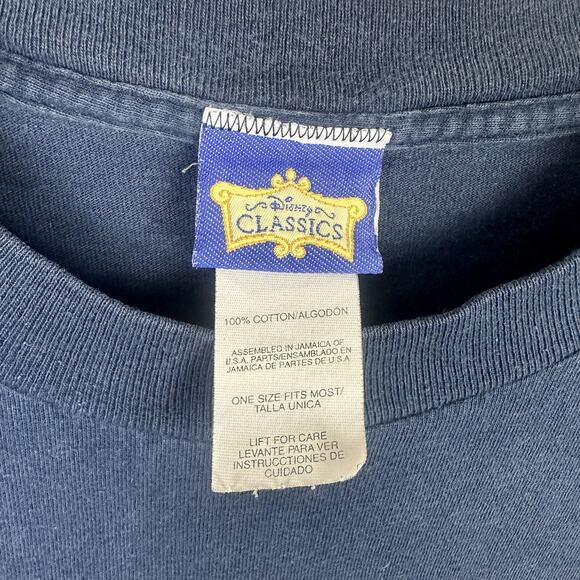 Disney
CLASSICS
100% COTTON/ALGODÓN
ASSEMBLED IN JAMAICA OF
U.S.A. PARTS/ENSAMBLADO EN
JAMAICA DE PARTES DE U.S.A.
ONE SIZE FITS MOST/
TALLA UNICA
LIFT FOR CARE
LEVANTE PARA VER
INSTRUCCTIONES DE
CUIDADO